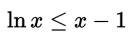 ln x ≤ x − 1